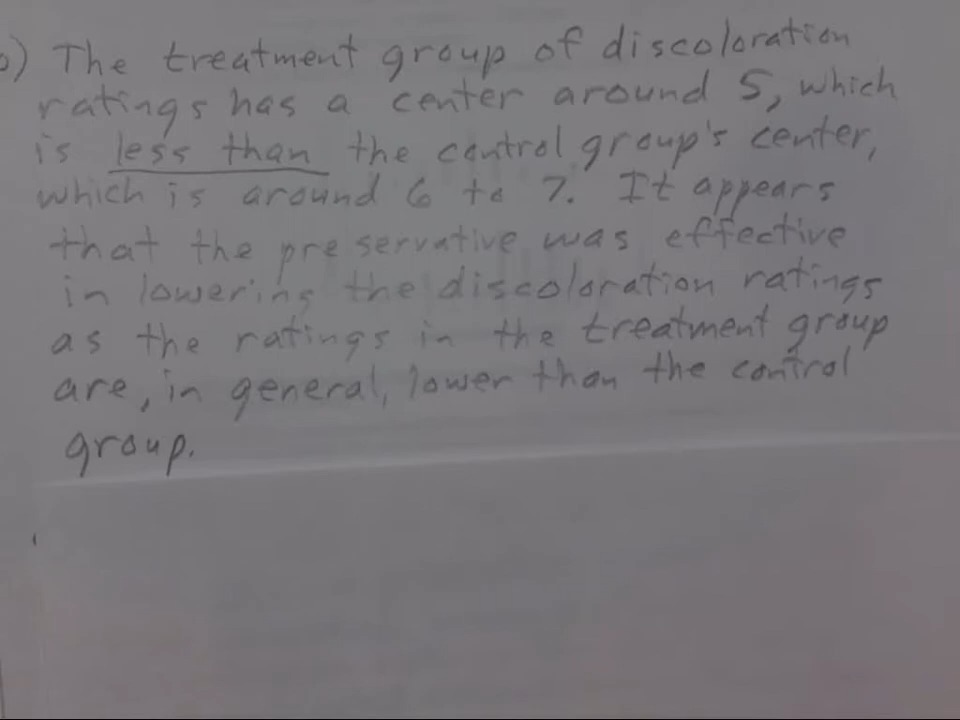 b) The treatment group of discoloration
ratings has a center around 5, which
is less than the control group's center,
which is around 6 to 7. It appears
that the preservative was effective
in lowering the discoloration ratings
as the ratings in the treatment group
are, in general, lower than the control
group.